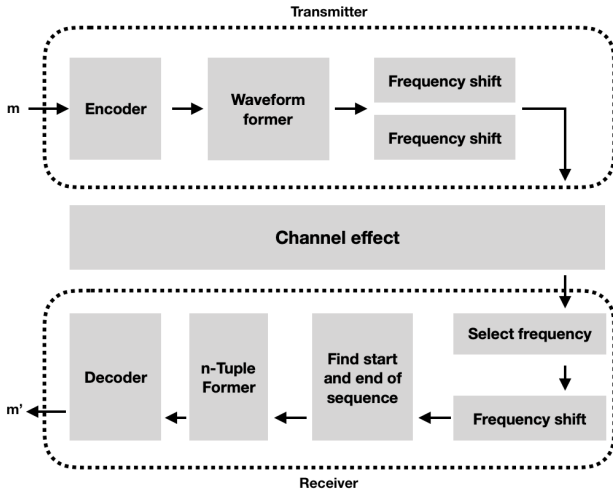 Transmitter
m
Encoder
Waveform
former
Frequency shift
Frequency shift
Channel effect
Select frequency
Frequency shift
Find start
and end of
sequence
n-Tuple
Former
Decoder
m'
Receiver